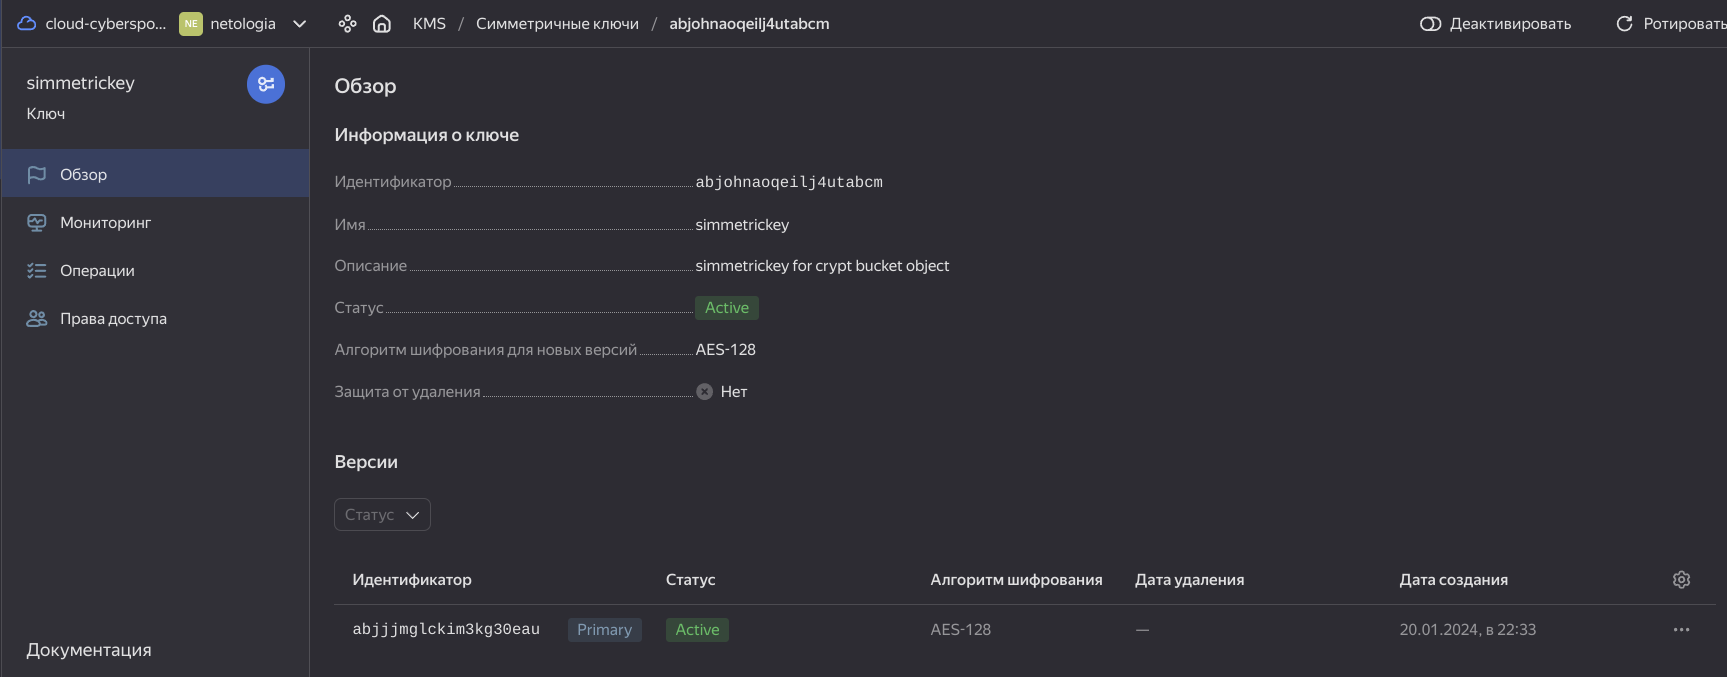 cloud-cyberspo... NE netologia KMS / Симметричные ключи / abjohnaoqeilj4utabcm Деактивировать Ротировать
simmetrickey
Ключ
Обзор
Мониторинг
Операции
Права доступа
Документация
Обзор
Информация о ключе
Идентификатор abjohnaoqeilj4utabcm
Имя simmetrickey
Описание simmetrickey for crypt bucket object
Статус Active
Алгоритм шифрования для новых версий AES-128
Защита от удаления Нет
Версии
Статус
Идентификатор Статус Алгоритм шифрования Дата удаления Дата создания
abjjjmglckim3kg30eau Primary Active AES-128 — 20.01.2024, в 22:33